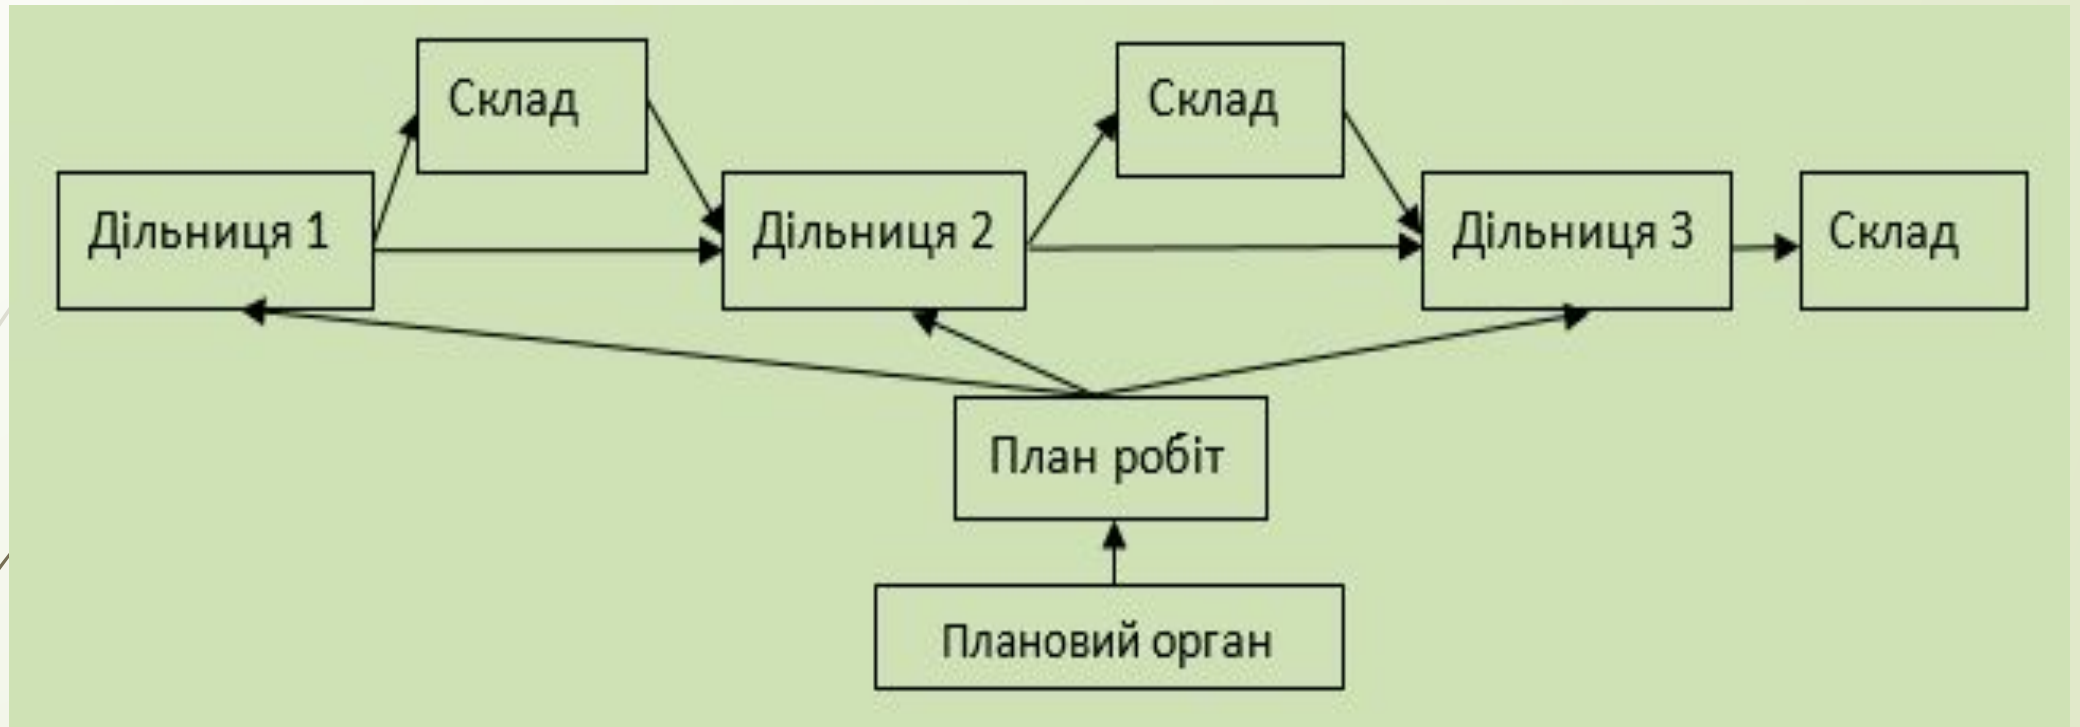 Склад
Склад
Дільниця 1
Дільниця 2
Дільниця 3
Склад
План робіт
Плановий орган